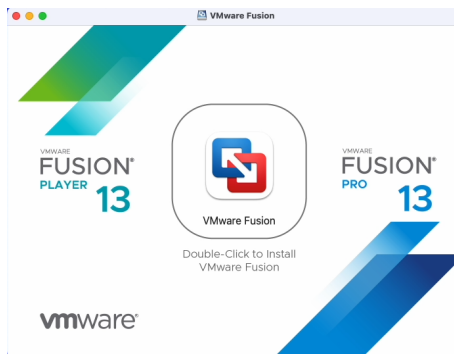 VMware Fusion
VMWARE
FUSION®
PLAYER 13
VMware Fusion
Double-Click to Install
VMware Fusion
VMWARE
FUSION®
PRO 13
vmware®